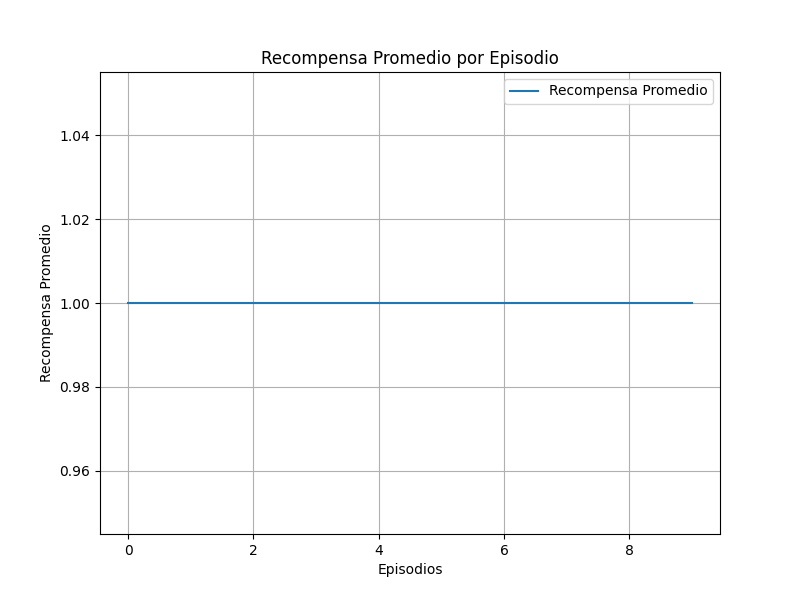 Recompensa Promedio por Episodio
Recompensa Promedio
1.04
1.02
1.00
0.98
0.96
Recompensa Promedio
0 2 4 6 8
Episodios